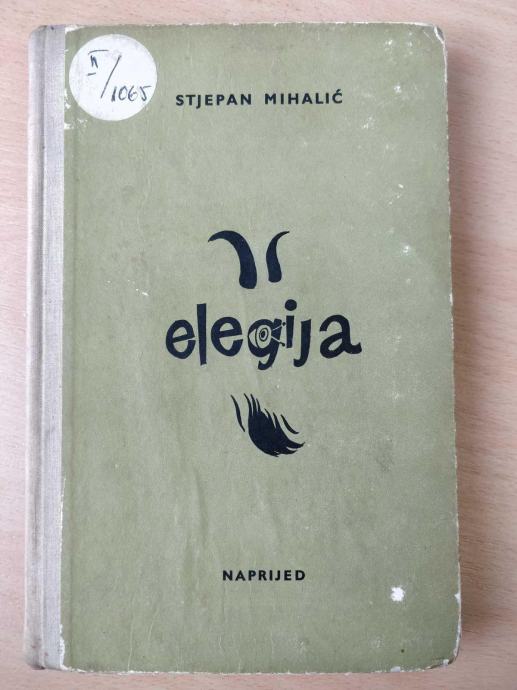 II/1065
STJEPAN MIHALIĆ
elegija
NAPRIJED